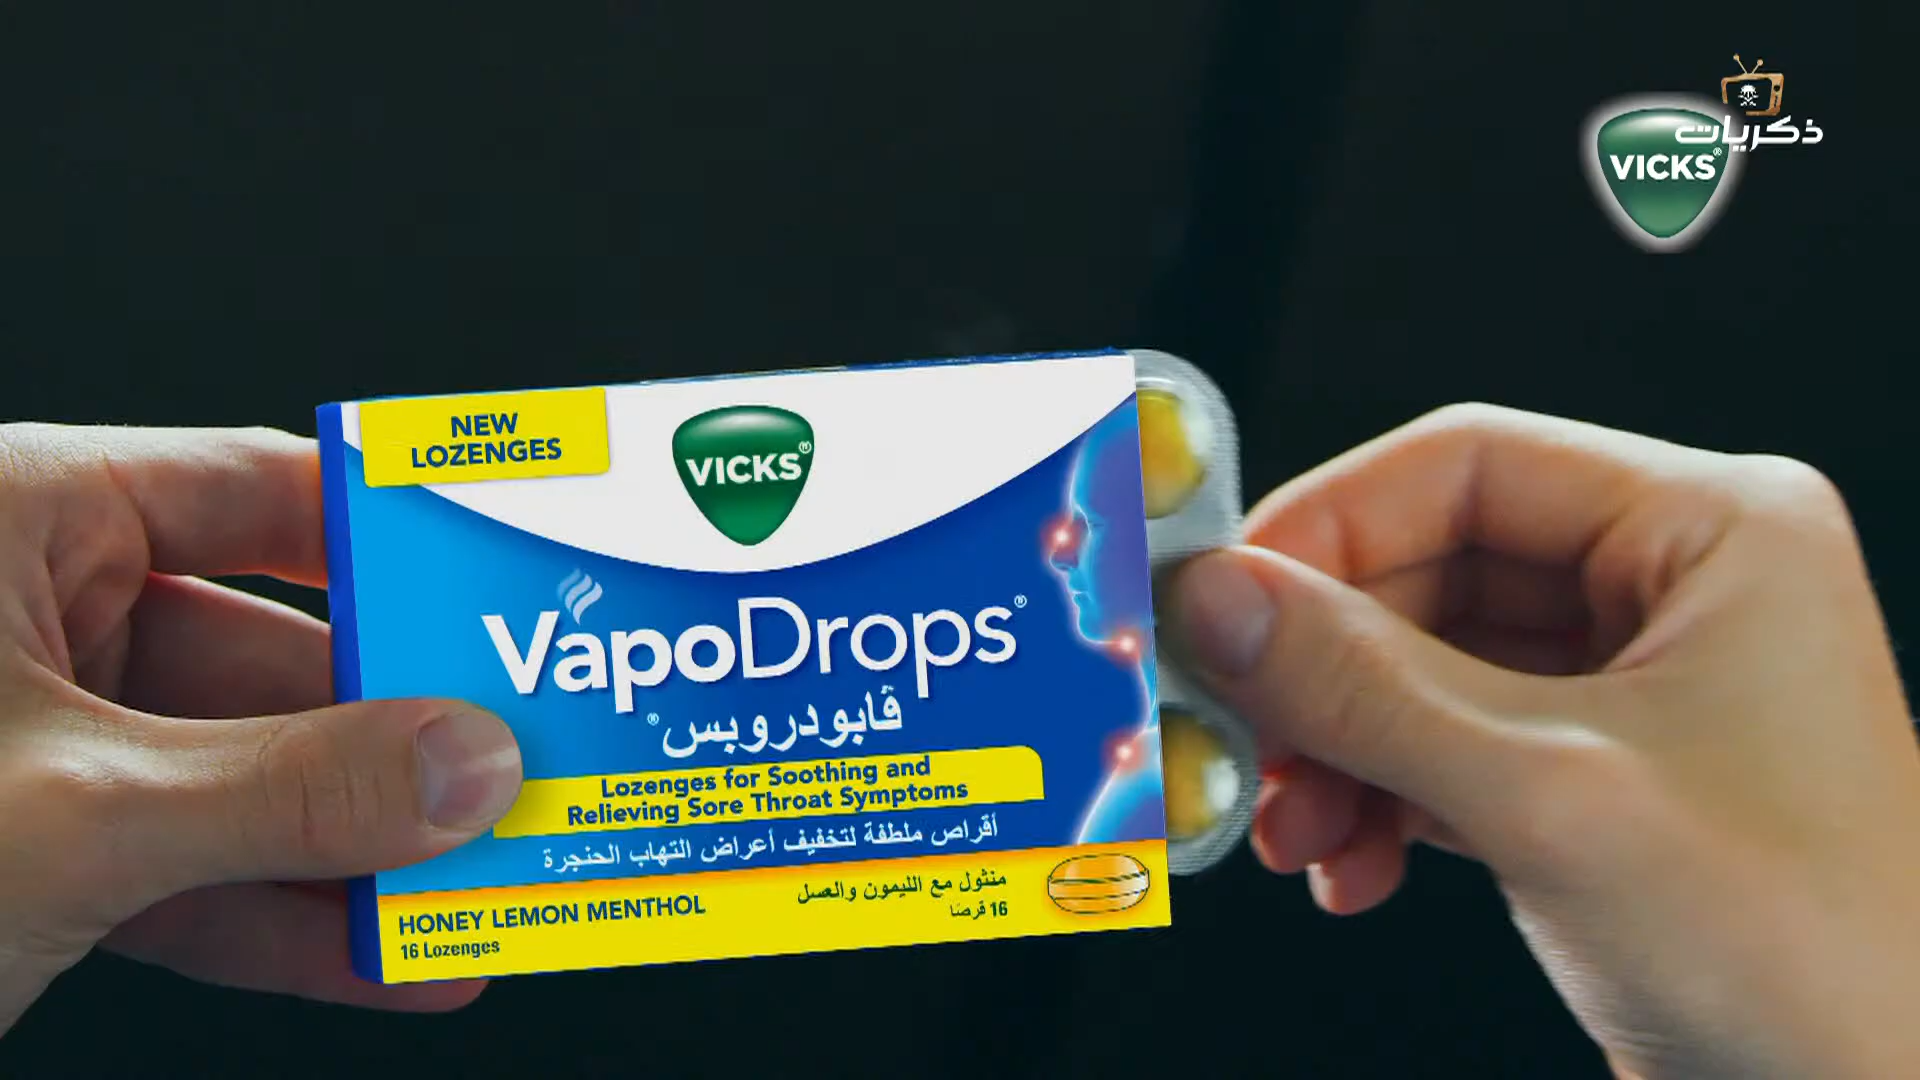 ذكريات
VICKS®
NEW
LOZENGES
VICKS®
VapoDrops®
ڤابودروبس®
Lozenges for Soothing and
Relieving Sore Throat Symptoms
أقراص ملطفة لتخفيف أعراض التهاب الحنجرة
HONEY LEMON MENTHOL
16 Lozenges
منثول مع الليمون والعسل
16 قرصًا